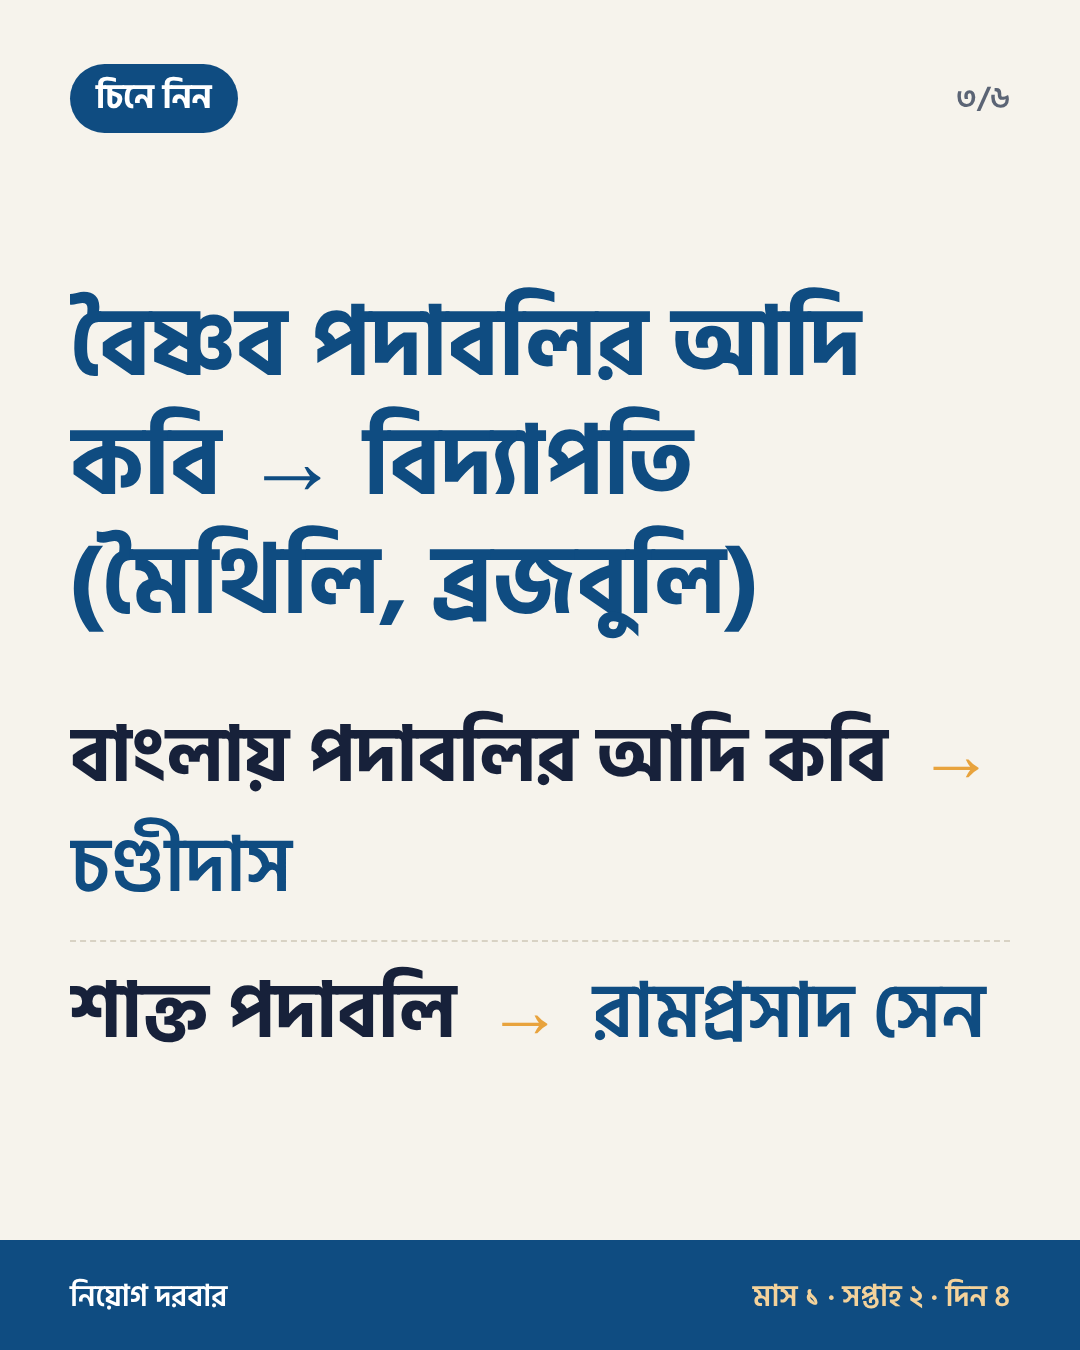 চিনে নিন
৩/৬
বৈষ্ণব পদাবলির আদি
কবি → বিদ্যাপতি
(মৈথিলি, ব্রজবুলি)
বাংলায় পদাবলির আদি কবি →
চণ্ডীদাস
শাক্ত পদাবলি → রামপ্রসাদ সেন
নিয়োগ দরবার
মাস ১ · সপ্তাহ ২ · দিন ৪